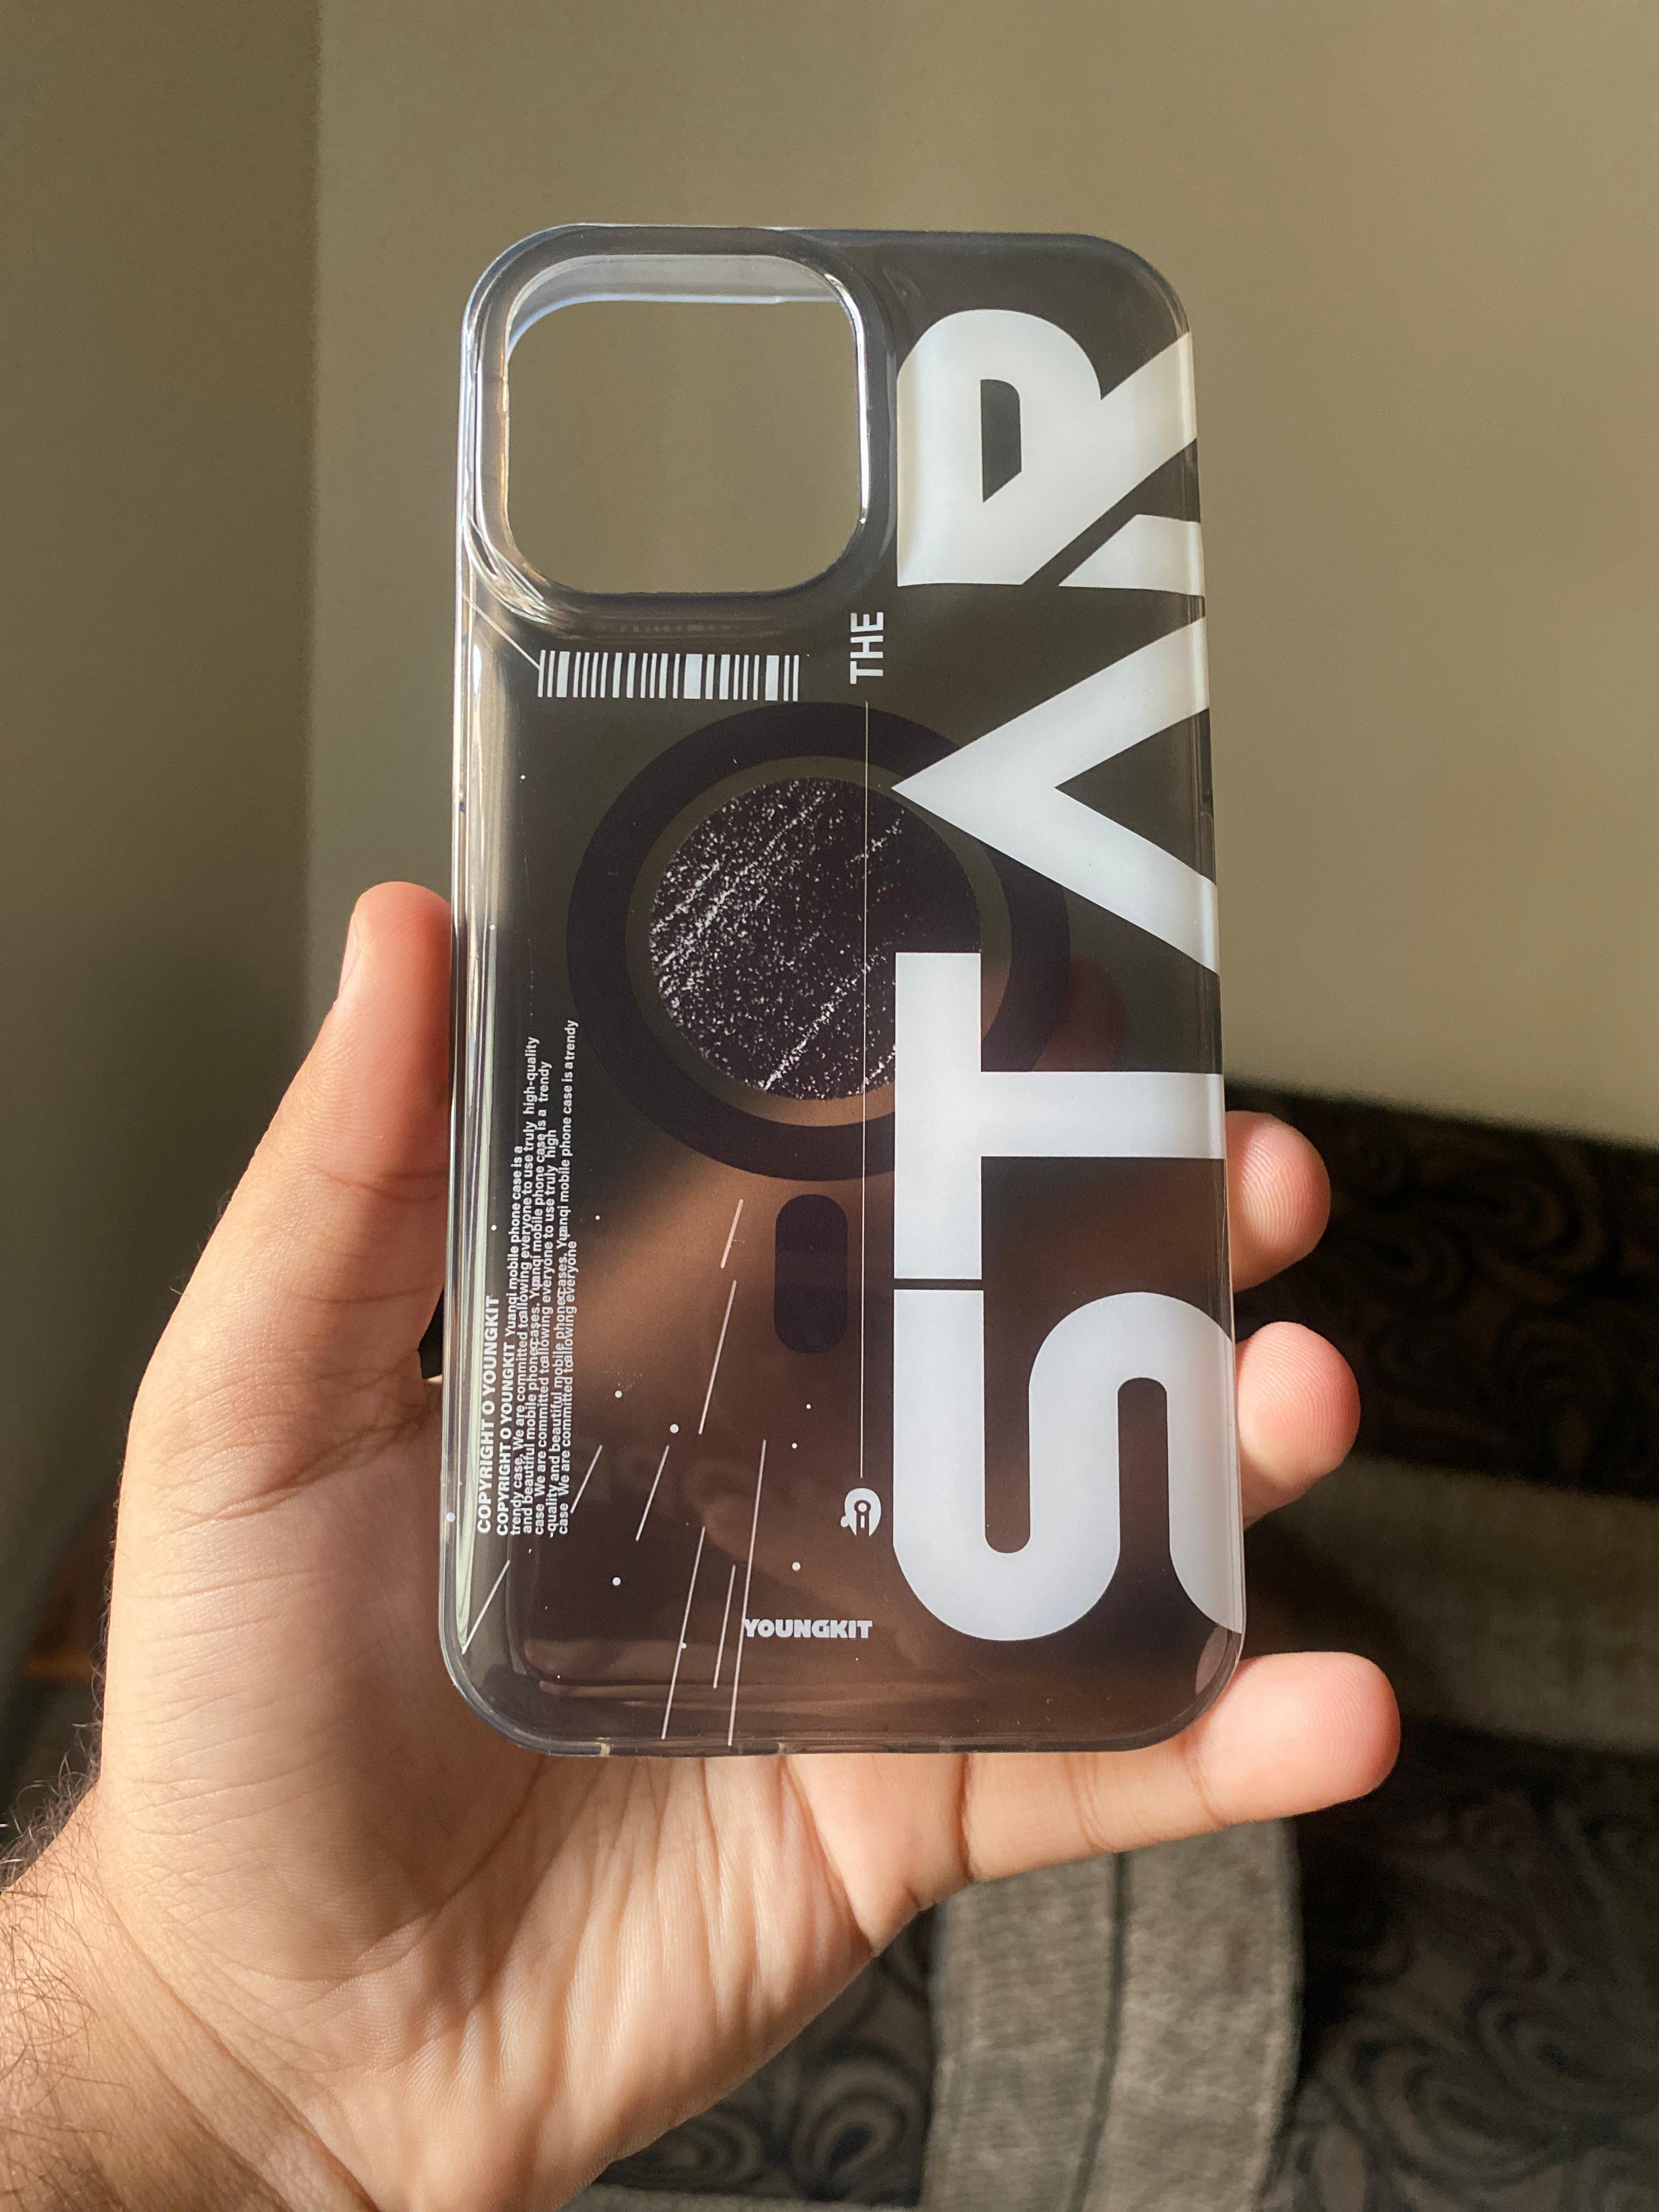 THE
STAR
COPYRIGHT O YOUNGKIT
COPYRIGHT O YOUNGKIT Yuanqi mobile phone case is a
trendy case. We are committed to allowing everyone to use truly high-quality
and beautiful mobile phone cases. Yuanqi mobile phone case is a trendy
case We are committed to allowing everyone to use truly high
-quality and beautiful mobile phone cases. Yuanqi mobile phone case is a trendy
case We are committed to allowing everyone
YOUNGKIT